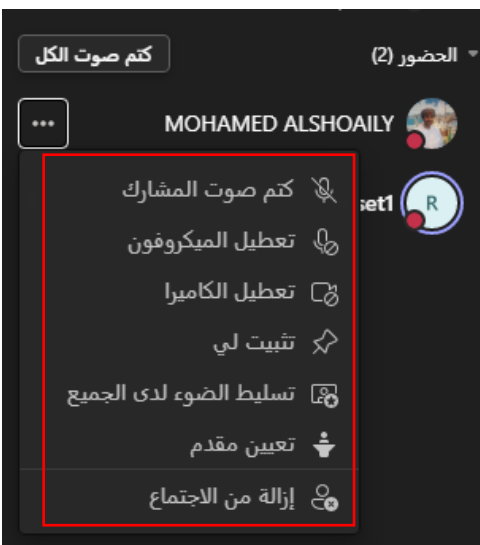 الحضور (2)
كتم صوت الكل
MOHAMED ALSHOAILY
كتم صوت المشارك
set1
R
تعطيل الميكروفون
تعطيل الكاميرا
تثبيت لي
تسليط الضوء لدى الجميع
تعيين مقدم
إزالة من الاجتماع